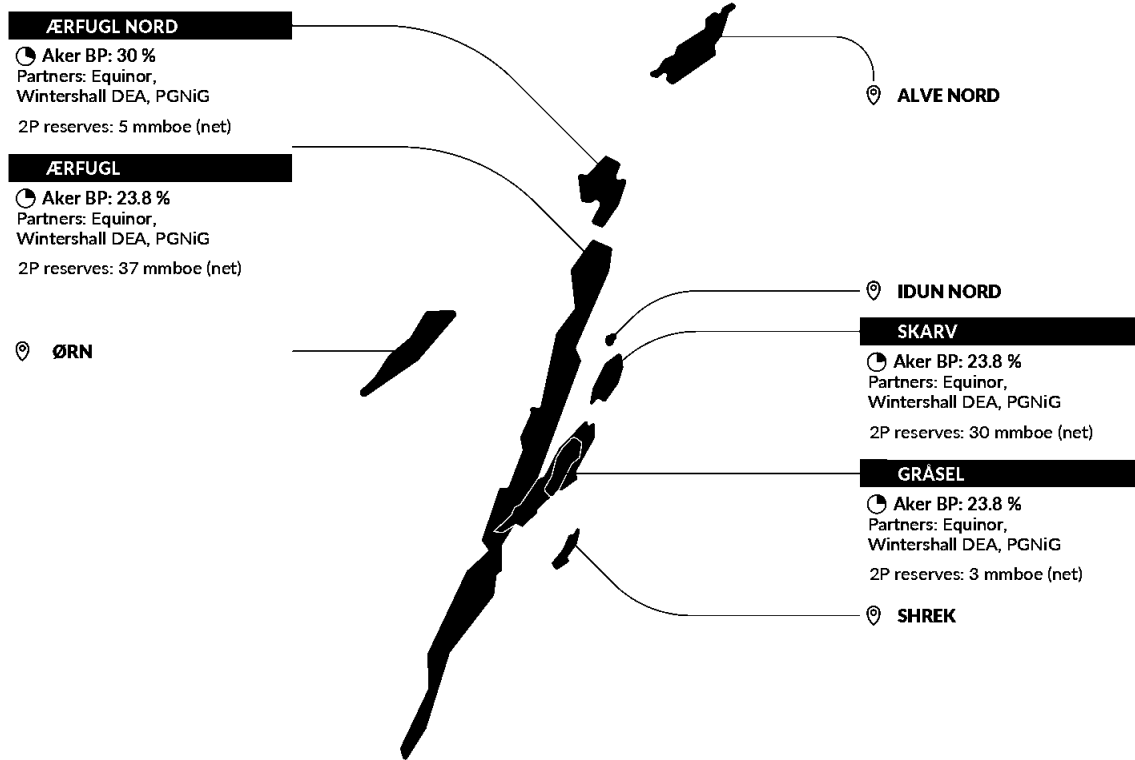 ÆRFUGL NORD
Aker BP: 30 %
Partners: Equinor,
Wintershall DEA, PGNiG
2P reserves: 5 mmboe (net)
ÆRFUGL
Aker BP: 23.8 %
Partners: Equinor,
Wintershall DEA, PGNiG
2P reserves: 37 mmboe (net)
ØRN
ALVE NORD
IDUN NORD
SKARV
Aker BP: 23.8 %
Partners: Equinor,
Wintershall DEA, PGNiG
2P reserves: 30 mmboe (net)
GRÅSEL
Aker BP: 23.8 %
Partners: Equinor,
Wintershall DEA, PGNiG
2P reserves: 3 mmboe (net)
SHREK